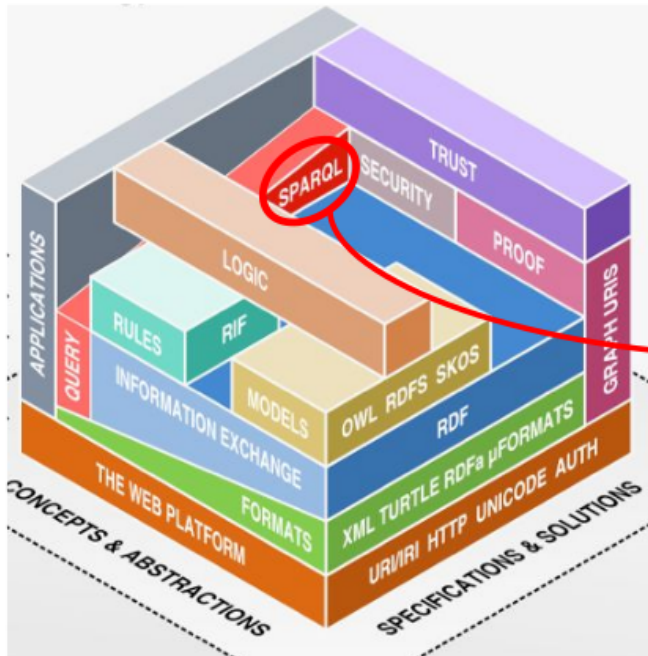 TRUST
SPARQL
SECURITY
PROOF
LOGIC
APPLICATIONS
GRAPH URIS
RULES
RIF
QUERY
INFORMATION EXCHANGE
MODELS
OWL RDFS SKOS
RDF
FORMATS
XML TURTLE RDFa µFORMATS
THE WEB PLATFORM
URI/IRI HTTP UNICODE AUTH
CONCEPTS & ABSTRACTIONS
SPECIFICATIONS & SOLUTIONS